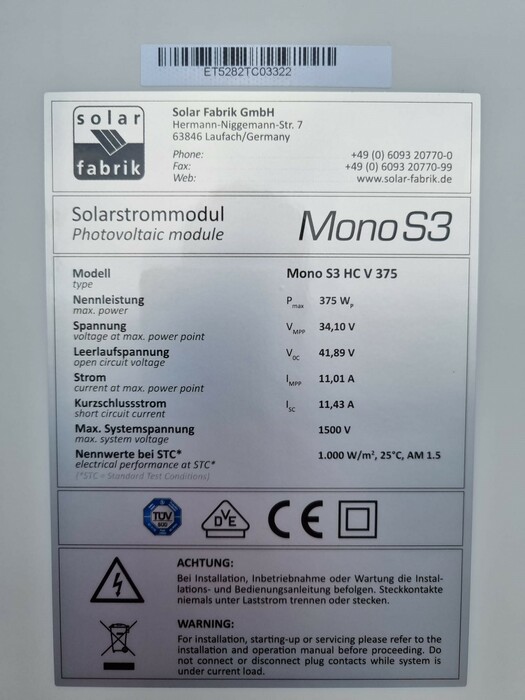 ET5282TC03322
solar
fabrik
Solar Fabrik GmbH
Hermann-Niggemann-Str. 7
63846 Laufach/Germany
Phone: +49 (0) 6093 20770-0
Fax: +49 (0) 6093 20770-99
Web: www.solar-fabrik.de
Solarstrommodul
Photovoltaic module
Mono S3
Modell Mono S3 HC V 375
type
Nennleistung Pmax 375 Wp
max. power
Spannung VMPP 34,10 V
voltage at max. power point
Leerlaufspannung VOC 41,89 V
open circuit voltage
Strom IMPP 11,01 A
current at max. power point
Kurzschlussstrom ISC 11,43 A
short circuit current
Max. Systemspannung 1500 V
max. system voltage
Nennwerte bei STC* 1.000 W/m², 25°C, AM 1.5
electrical performance at STC*
(*STC = Standard Test Conditions)
TÜV
SÜD
DVE
CE
ACHTUNG:
Bei Installation, Inbetriebnahme oder Wartung die Instal-
lations- und Bedienungsanleitung befolgen. Steckkontakte
niemals unter Laststrom trennen oder stecken.
WARNING:
For installation, starting-up or servicing please refer to the
installation and operation manual before proceeding. Do
not connect or disconnect plug contacts while system is
under current load.